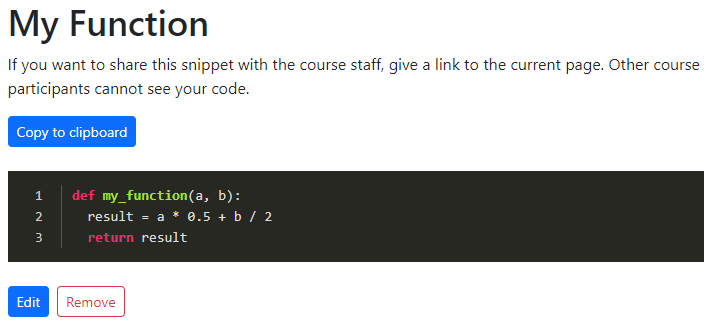 My Function
If you want to share this snippet with the course staff, give a link to the current page. Other course
participants cannot see your code.
Copy to clipboard
1 def my_function(a, b):
2   result = a * 0.5 + b / 2
3   return result
Edit Remove